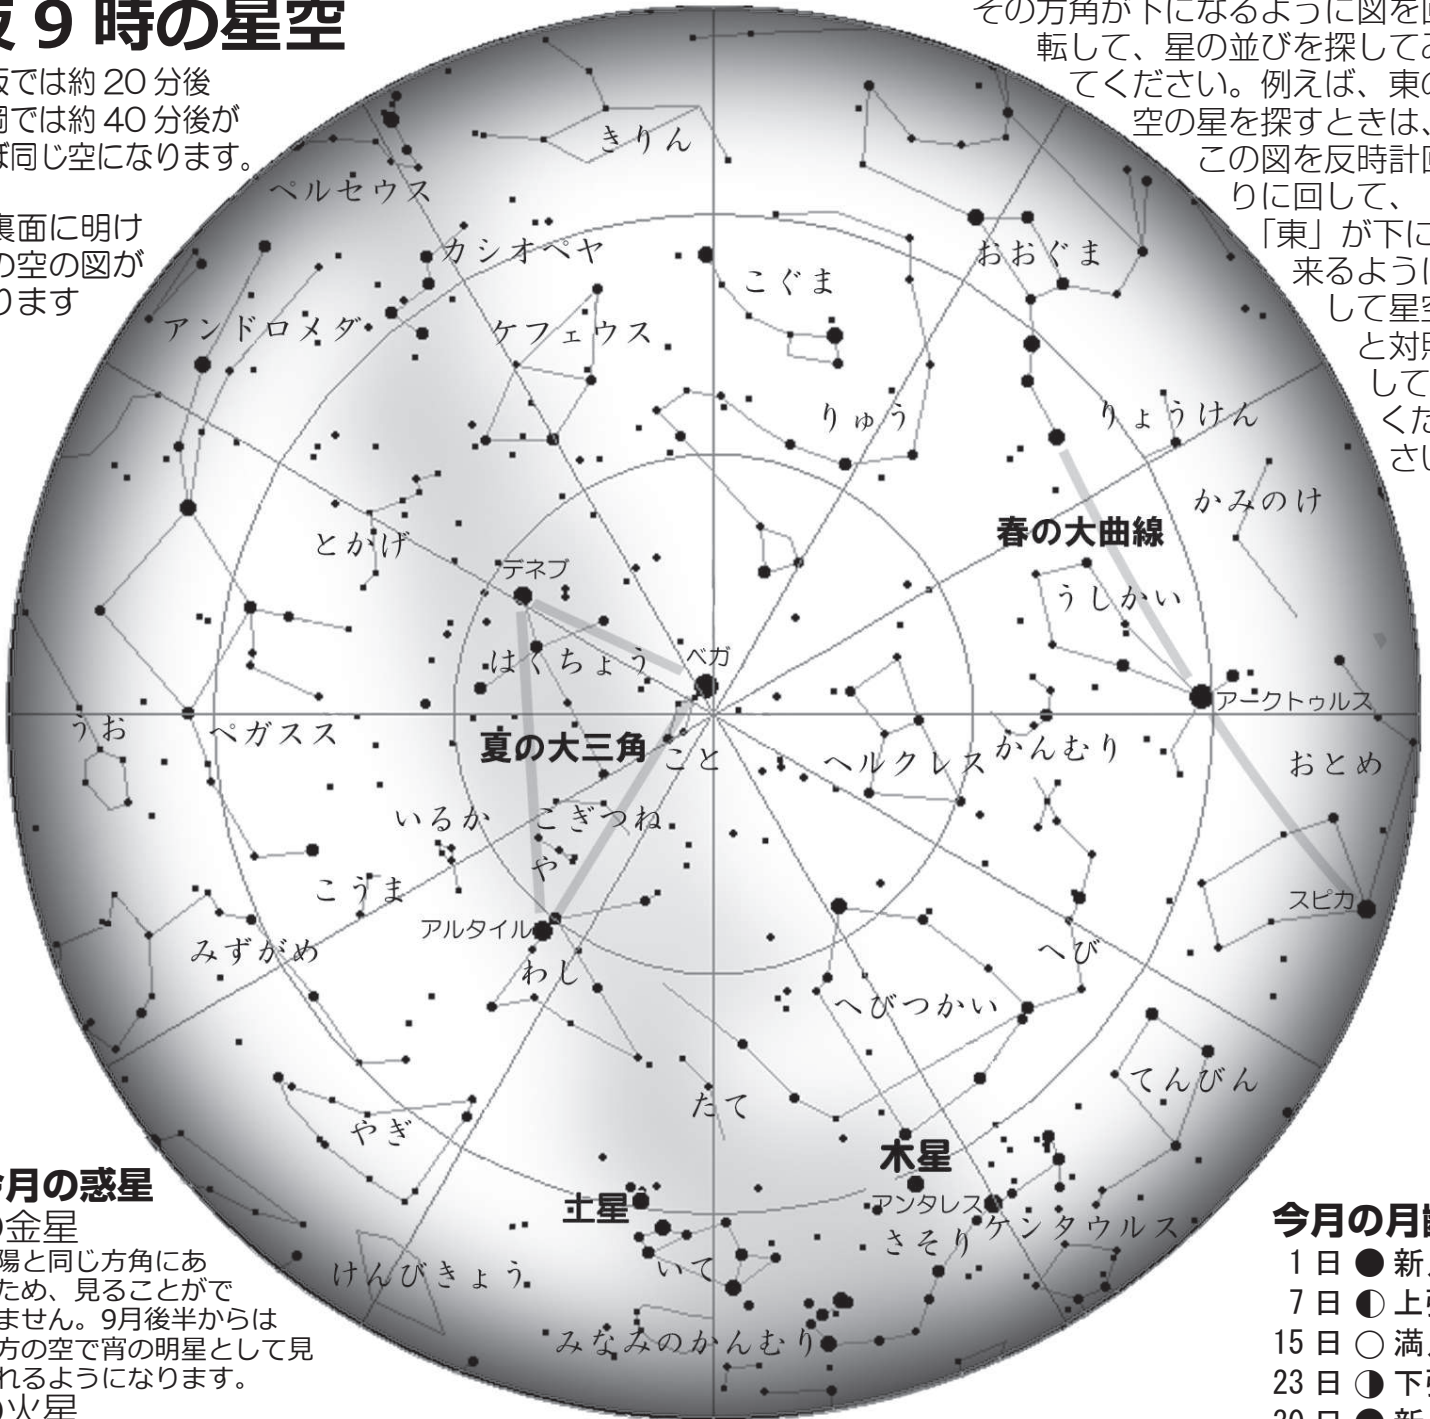 夜 9 時の星空
阪では約 20 分後
岡では約 40 分後が
ぼ同じ空になります。
裏面に明け
の空の図が
ります
その方角が下になるように図を回
転して、星の並びを探してみ
てください。例えば、東の
空の星を探すときは、
この図を反時計回
りに回して、
「東」が下に
来るように
して星空
と対照
して
くだ
さい
きりん
ペルセウス
カシオペヤ
こぐま
おおぐま
アンドロメダ
ケフェウス
りゅう
りょうけん
かみのけ
春の大曲線
とかげ
デネブ
うしかい
はくちょう
ベガ
アークトゥルス
うお
ペガスス
夏の大三角
こと
ヘルクレス
かんむり
おとめ
いるか
こぎつね
や
こうま
スピカ
アルタイル
みずがめ
わし
へび
へびつかい
てんびん
たて
やぎ
木星
土星
アンタレス
さそり
ケンタウルス
いて
けんびきょう
みなみのかんむり
今月の惑星
の金星
陽と同じ方角にあ
ため、見ることがで
ません。9月後半からは
方の空で宵の明星として見
れるようになります。
の火星
今月の月齢
1 日 ● 新月
7 日 ◐ 上弦
15 日 ○ 満月
23 日 ◑ 下弦
30 日 ● 新月